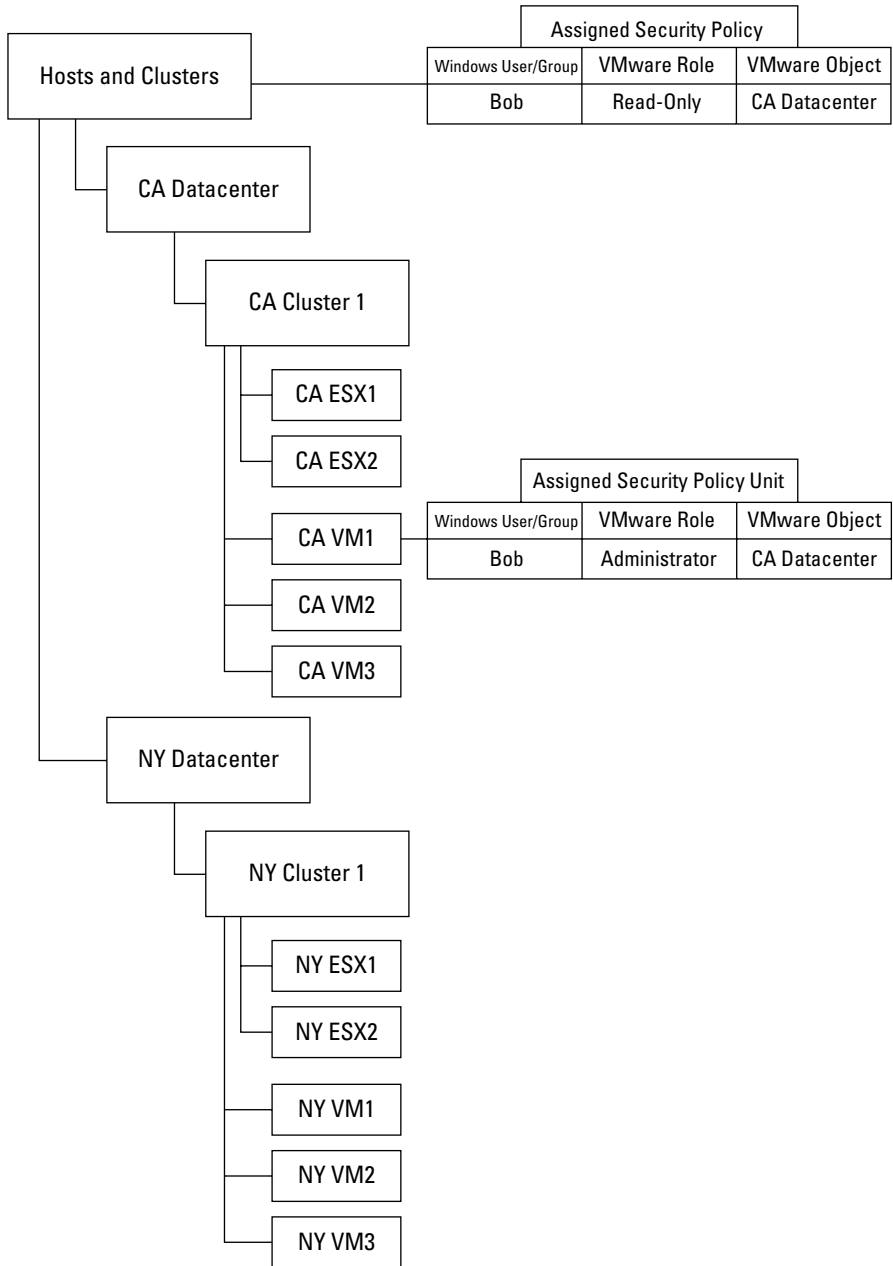 Assigned Security Policy
Hosts and Clusters
Windows User/Group VMware Role VMware Object
Bob Read-Only CA Datacenter
CA Datacenter
CA Cluster 1
CA ESX1
CA ESX2
Assigned Security Policy Unit
Windows User/Group VMware Role VMware Object
CA VM1
Bob Administrator CA Datacenter
CA VM2
CA VM3
NY Datacenter
NY Cluster 1
NY ESX1
NY ESX2
NY VM1
NY VM2
NY VM3